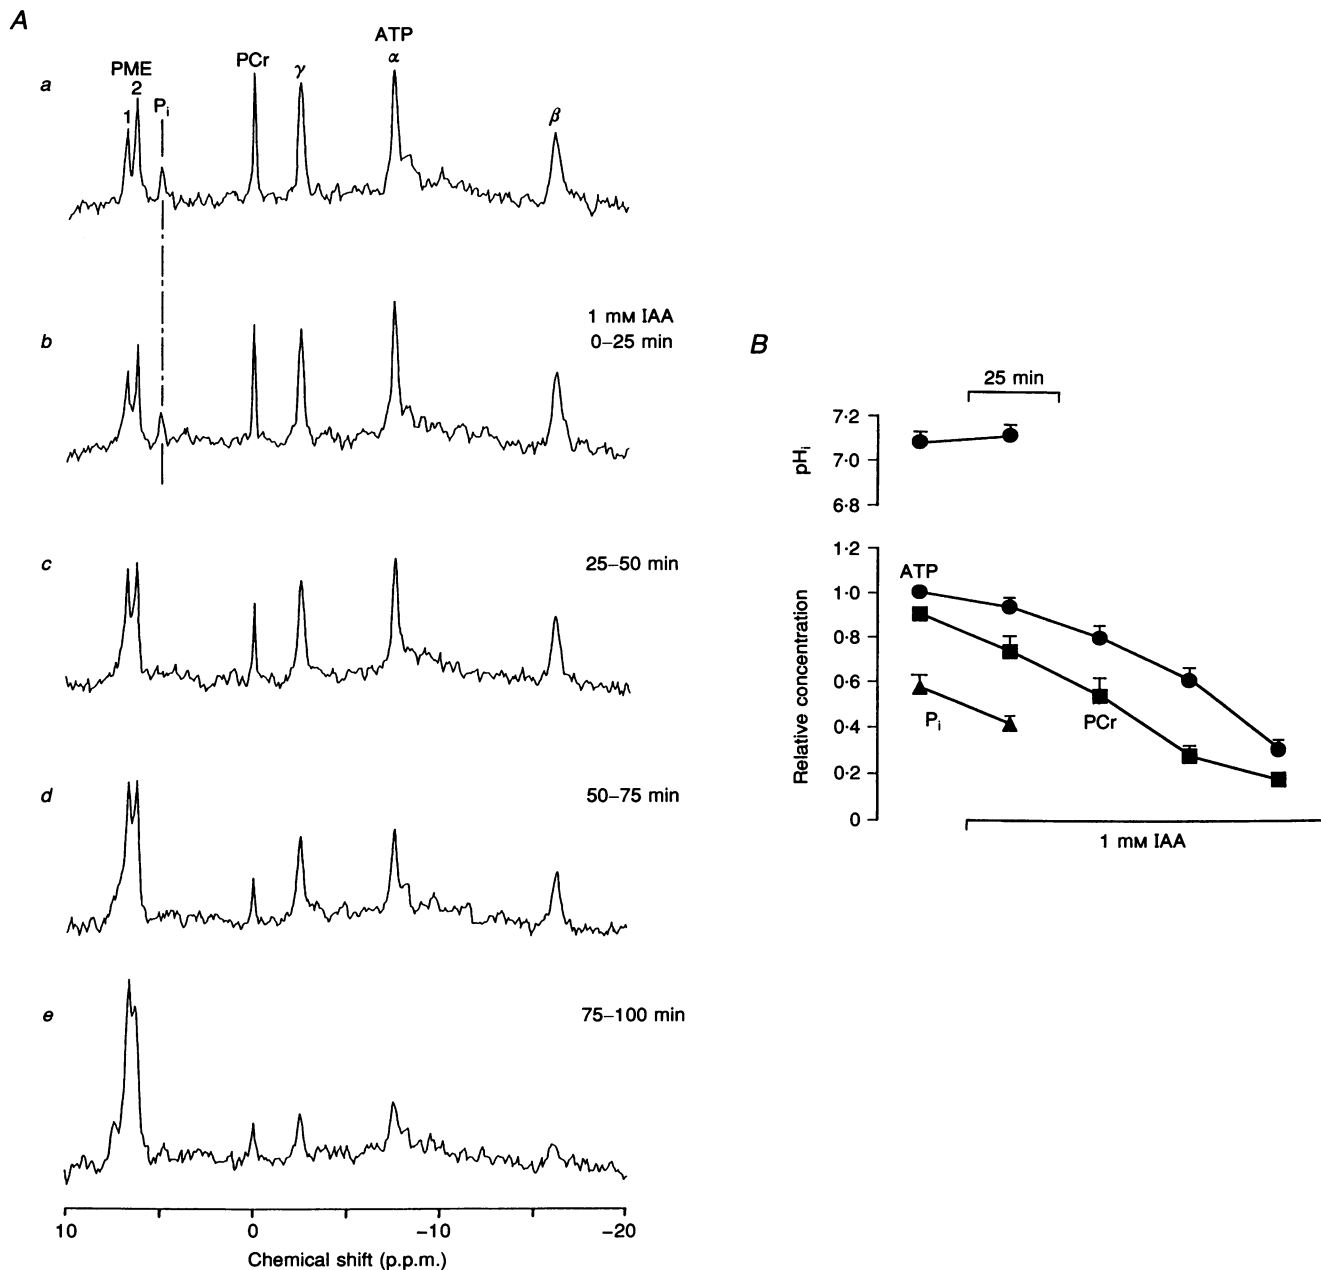 A
a
PME
1 2
Pi
PCr
γ
ATP
α
β
b
1 mM IAA
0–25 min
c
25–50 min
d
50–75 min
e
75–100 min
10 0 −10 −20
Chemical shift (p.p.m.)
B
25 min
7·2
7·0
6·8
pHi
1·2
1·0
0·8
0·6
0·4
0·2
0
Relative concentration
ATP
Pi
PCr
1 mM IAA